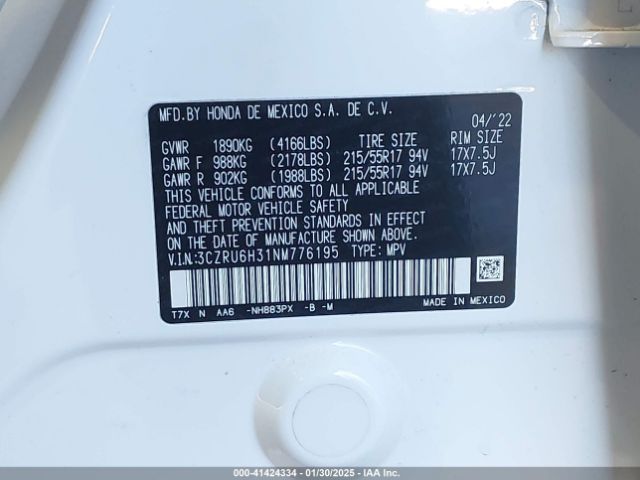 MFD.BY HONDA DE MEXICO S.A. DE C.V.
04/'22
GVWR 1890KG (4166LBS) TIRE SIZE RIM SIZE
GAWR F 988KG (2178LBS) 215/55R17 94V 17X7.5J
GAWR R 902KG (1988LBS) 215/55R17 94V 17X7.5J
THIS VEHICLE CONFORMS TO ALL APPLICABLE
FEDERAL MOTOR VEHICLE SAFETY
AND THEFT PREVENTION STANDARDS IN EFFECT
ON THE DATE OF MANUFACTURE SHOWN ABOVE.
V.I.N.:3CZRU6H31NM776195 TYPE: MPV
T7X N AA6 -NH883PX -B -M MADE IN MEXICO
000-41424334 - 01/30/2025 - IAA Inc.